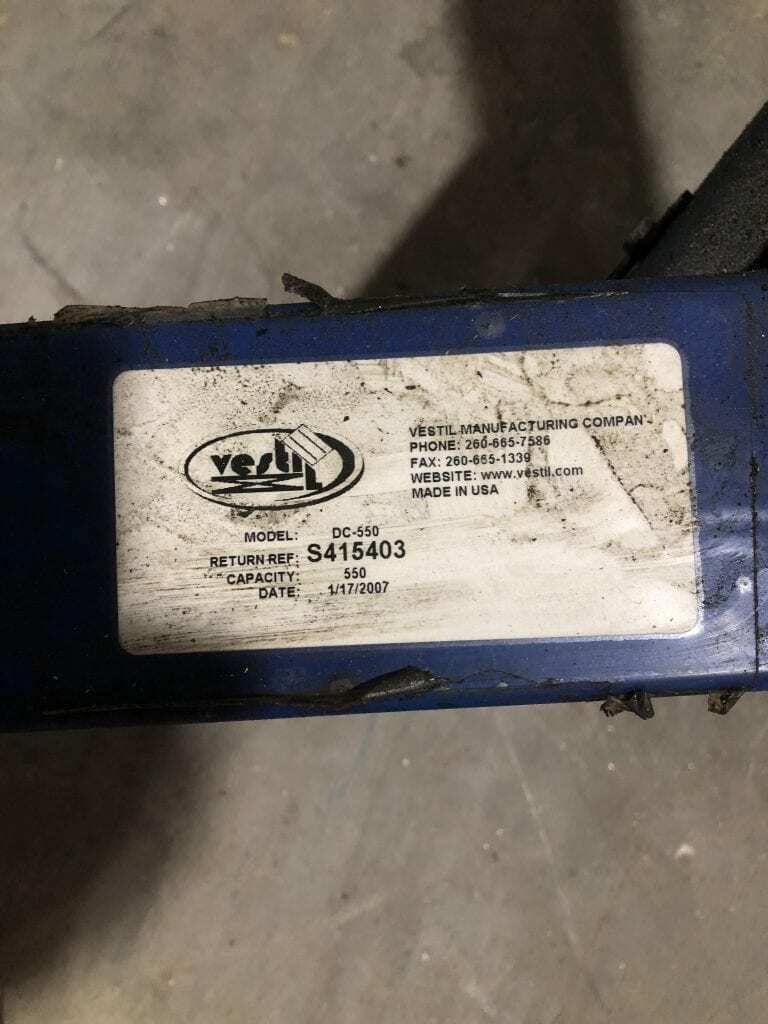 vestil
VESTIL MANUFACTURING COMPAN
PHONE: 260-665-7586
FAX: 260-665-1339
WEBSITE: www.vestil.com
MADE IN USA
MODEL: DC-550
RETURN REF: S415403
CAPACITY: 550
DATE: 1/17/2007